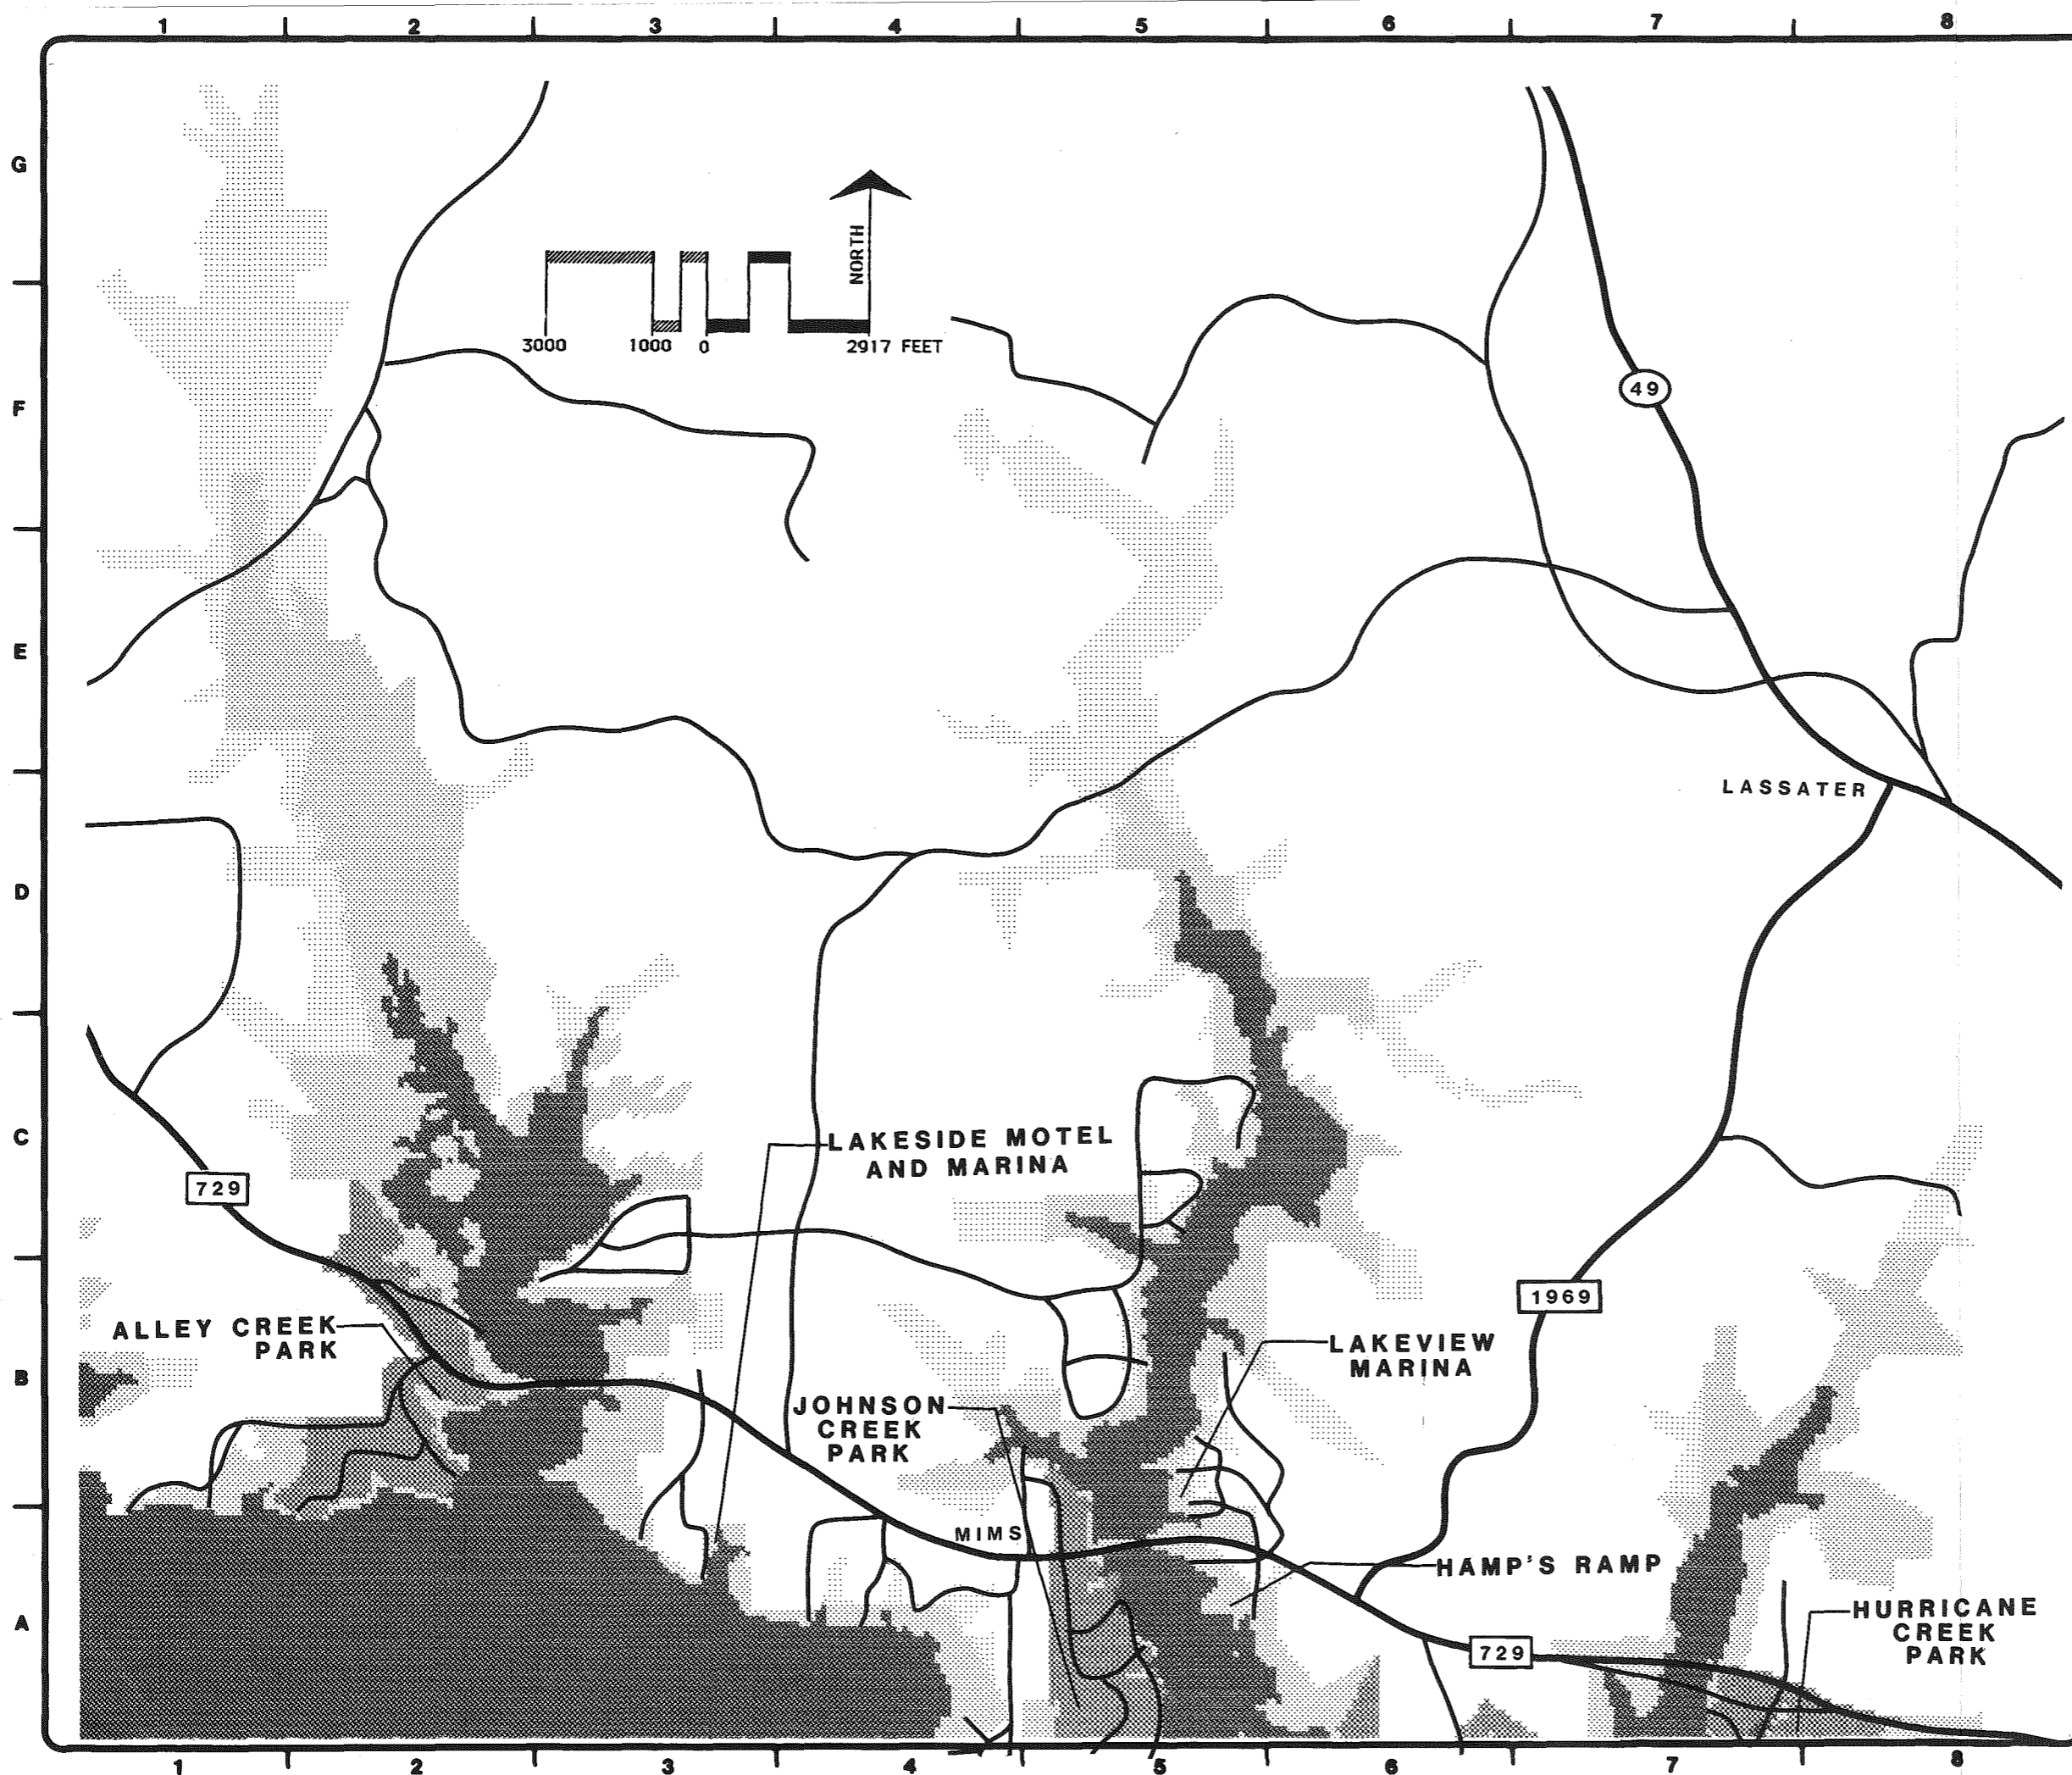 1 2 3 4 5 6 7 8
G
NORTH
3000 1000 0 2917 FEET
49
F
E
LASSATER
D
C
LAKESIDE MOTEL
AND MARINA
729
1969
ALLEY CREEK
PARK
LAKEVIEW
MARINA
B
JOHNSON
CREEK
PARK
MIMS
HAMP'S RAMP
A
HURRICANE
CREEK
PARK
729
1 2 3 4 5 6 7 8